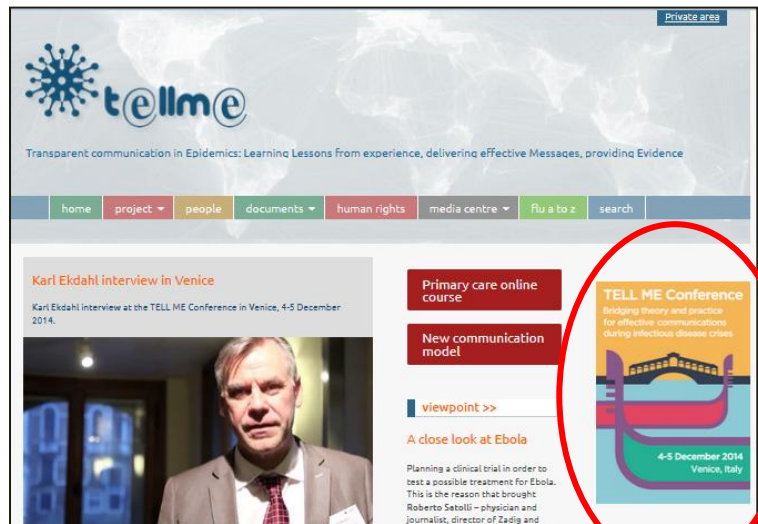 Private area
tellme
Transparent communication in Epidemics: Learning Lessons from experience, delivering effective Messages, providing Evidence
home project people documents human rights media centre flu a to z search
Karl Ekdahl interview in Venice
Karl Ekdahl interview at the TELL ME Conference in Venice, 4-5 December
2014.
Primary care online
course
New communication
model
viewpoint >>
A close look at Ebola
Planning a clinical trial in order to
test a possible treatment for Ebola.
This is the reason that brought
Roberto Satolli – physician and
journalist, director of Zadig and
TELL ME Conference
Bridging theory and practice
for effective communications
during infectious disease crises
4-5 December 2014
Venice, Italy